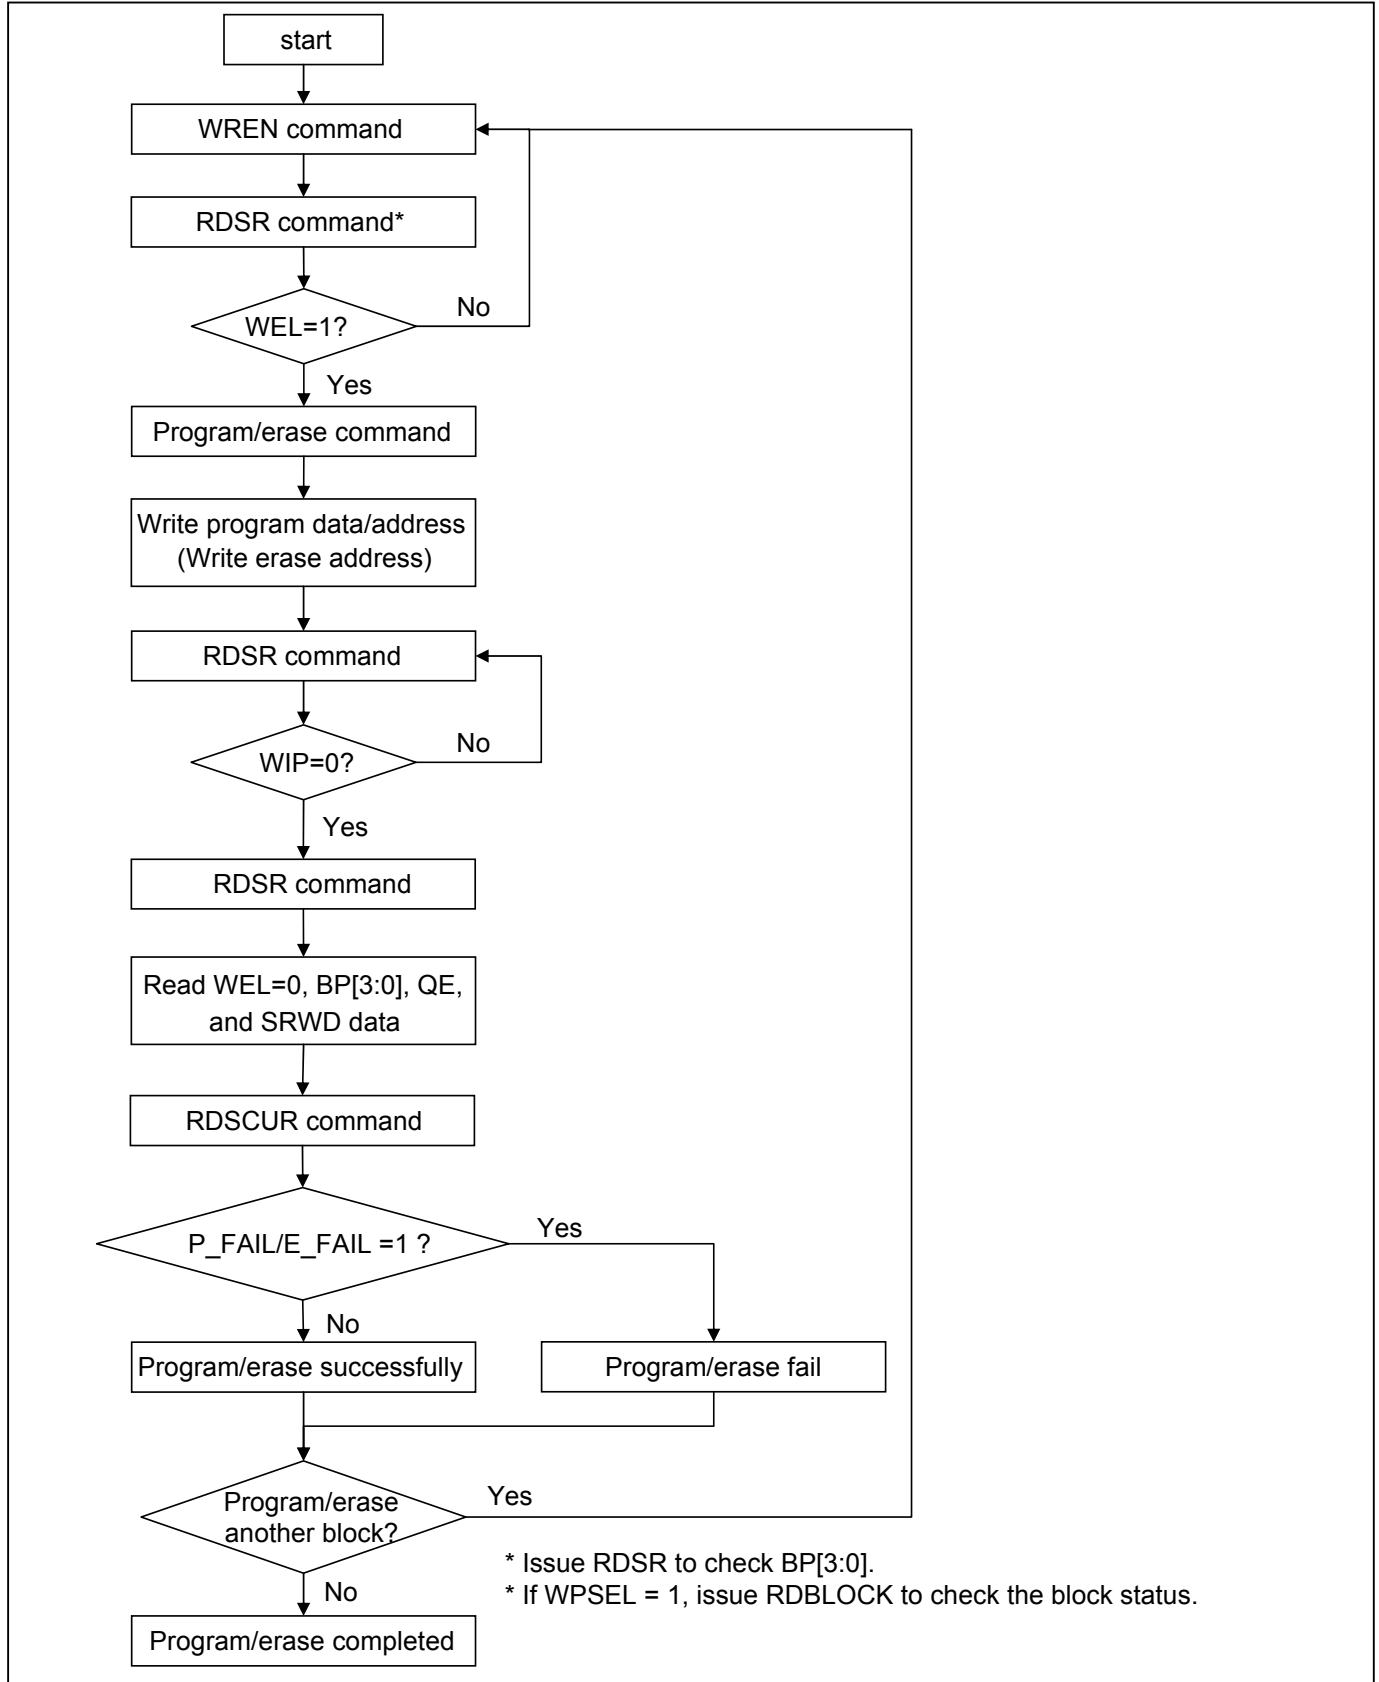 start
WREN command
RDSR command*
WEL=1?
No
Yes
Program/erase command
Write program data/address
(Write erase address)
RDSR command
WIP=0?
No
Yes
RDSR command
Read WEL=0, BP[3:0], QE,
and SRWD data
RDSCUR command
P_FAIL/E_FAIL =1 ?
Yes
No
Program/erase successfully
Program/erase fail
Program/erase
another block?
Yes
* Issue RDSR to check BP[3:0].
* If WPSEL = 1, issue RDBLOCK to check the block status.
No
Program/erase completed